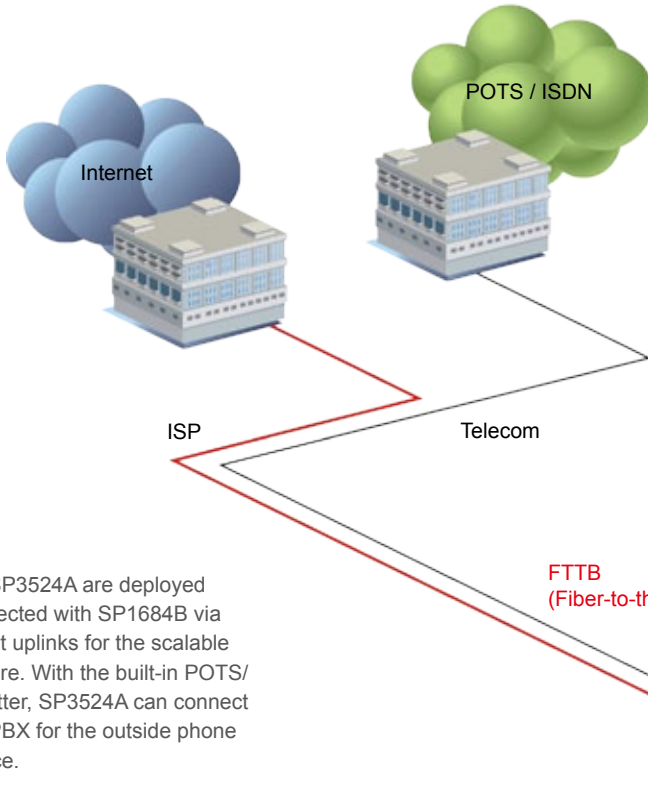 POTS / ISDN
Internet
ISP
Telecom
FTTB
(Fiber-to-th
SP3524A are deployed
ected with SP1684B via
t uplinks for the scalable
re. With the built-in POTS/
tter, SP3524A can connect
PBX for the outside phone
ce.